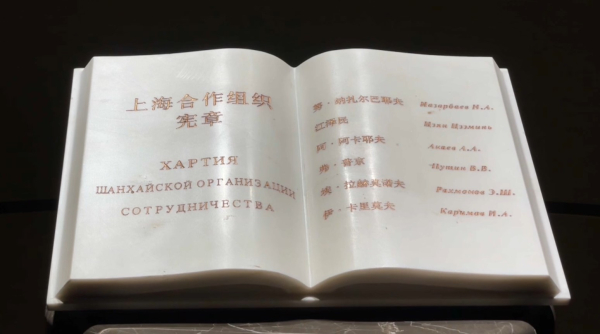 上海合作组织
宪章
ХАРТИЯ
ШАНХАЙСКОЙ ОРГАНИЗАЦИИ
СОТРУДНИЧЕСТВА
努·纳扎尔巴耶夫 Назарбаев Н.А.
江泽民 Цзян Цзэминь
阿·阿卡耶夫 Акаев А.А.
弗·普京 Путин В.В.
埃·拉赫莫诺夫 Рахмонов Э.Ш.
伊·卡里莫夫 Каримов И.А.